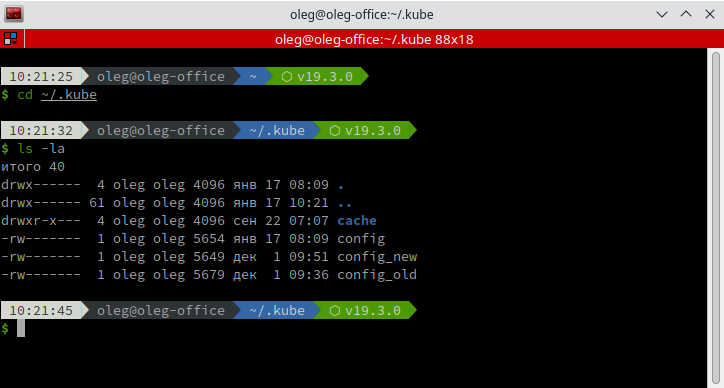 oleg@oleg-office:~/.kube
oleg@oleg-office:~/.kube 88x18
10:21:25 oleg@oleg-office ~ ⬡ v19.3.0
$ cd ~/.kube
10:21:32 oleg@oleg-office ~/.kube ⬡ v19.3.0
$ ls -la
итого 40
drwx------  4 oleg oleg 4096 янв 17 08:09 .
drwx------ 61 oleg oleg 4096 янв 17 10:21 ..
drwxr-x---  4 oleg oleg 4096 сен 22 07:07 cache
-rw-------  1 oleg oleg 5654 янв 17 08:09 config
-rw-------  1 oleg oleg 5649 дек  1 09:51 config_new
-rw-------  1 oleg oleg 5679 дек  1 09:36 config_old
10:21:45 oleg@oleg-office ~/.kube ⬡ v19.3.0
$